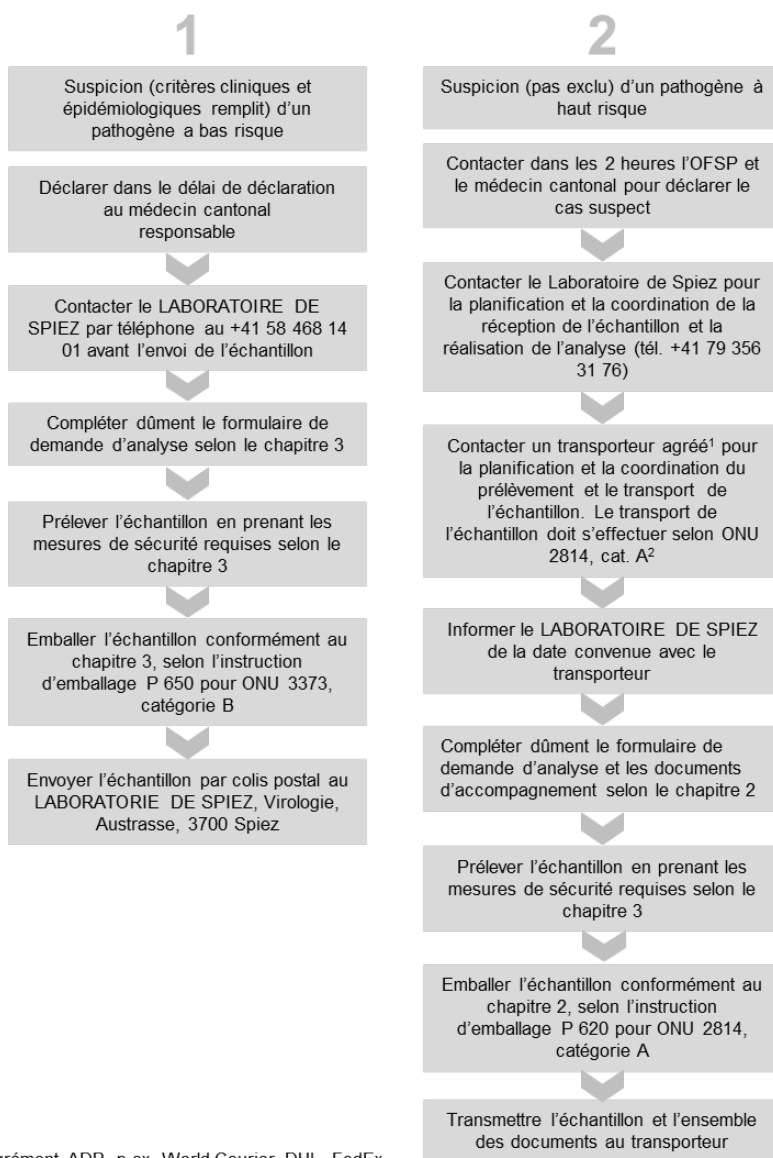 1
Suspicion (critères cliniques et
épidémiologiques remplit) d'un
pathogène a bas risque
Déclarer dans le délai de déclaration
au médecin cantonal
responsable
Contacter le LABORATOIRE DE
SPIEZ par téléphone au +41 58 468 14
01 avant l'envoi de l'échantillon
Compléter dûment le formulaire de
demande d'analyse selon le chapitre 3
Prélever l'échantillon en prenant les
mesures de sécurité requises selon le
chapitre 3
Emballer l'échantillon conformément au
chapitre 3, selon l'instruction
d'emballage P 650 pour ONU 3373,
catégorie B
Envoyer l'échantillon par colis postal au
LABORATORIE DE SPIEZ, Virologie,
Austrasse, 3700 Spiez
2
Suspicion (pas exclu) d'un pathogène à
haut risque
Contacter dans les 2 heures l'OFSP et
le médecin cantonal pour déclarer le
cas suspect
Contacter le Laboratoire de Spiez pour
la planification et la coordination de la
réception de l'échantillon et la
réalisation de l'analyse (tél. +41 79 356
31 76)
Contacter un transporteur agréé¹ pour
la planification et la coordination du
prélèvement et le transport de
l'échantillon. Le transport de
l'échantillon doit s'effectuer selon ONU
2814, cat. A²
Informer le LABORATOIRE DE SPIEZ
de la date convenue avec le
transporteur
Compléter dûment le formulaire de
demande d'analyse et les documents
d'accompagnement selon le chapitre 2
Prélever l'échantillon en prenant les
mesures de sécurité requises selon le
chapitre 3
Emballer l'échantillon conformément au
chapitre 2, selon l'instruction
d'emballage P 620 pour ONU 2814,
catégorie A
Transmettre l'échantillon et l'ensemble
des documents au transporteur